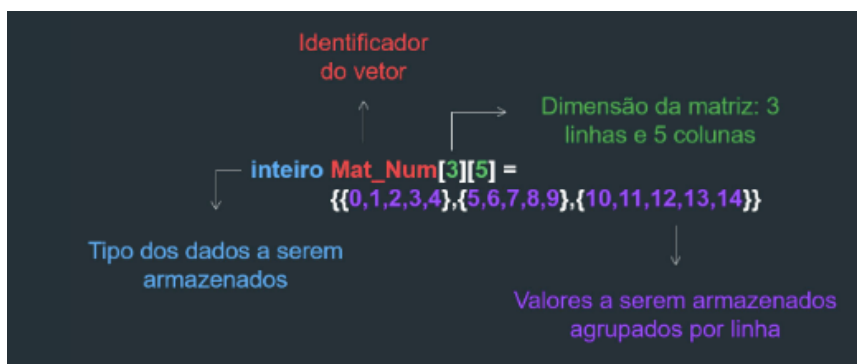 Identificador
do vetor
Dimensão da matriz: 3
linhas e 5 colunas
inteiro Mat_Num[3][5] =
{{0,1,2,3,4},{5,6,7,8,9},{10,11,12,13,14}}
Tipo dos dados a serem
armazenados
Valores a serem armazenados
agrupados por linha